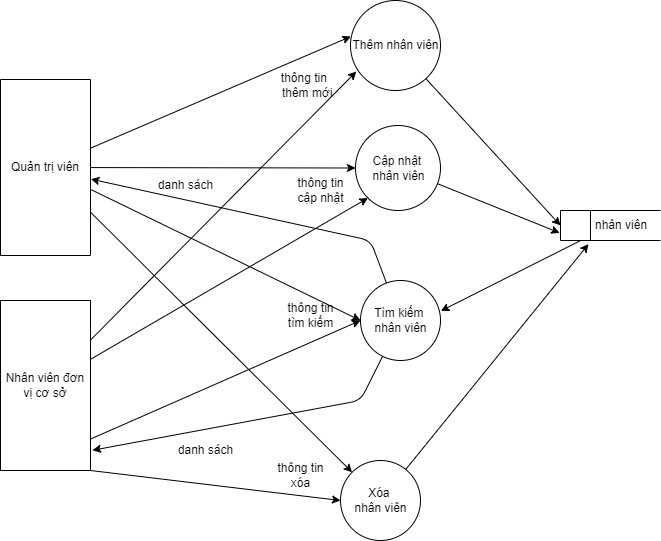 Thêm nhân viên
thông tin
thêm mới
Quản trị viên
Cập nhật
nhân viên
danh sách
thông tin
cập nhật
nhân viên
thông tin
tìm kiếm
Tìm kiếm
nhân viên
Nhân viên đơn
vị cơ sở
danh sách
thông tin
xóa
Xóa
nhân viên